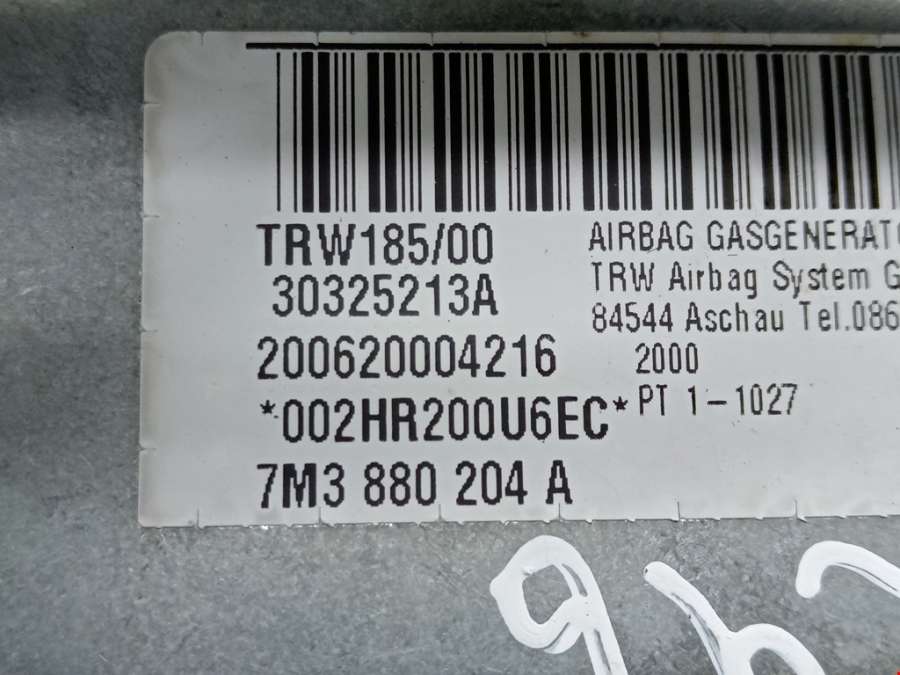 TRW185/00
30325213A
200620004216
*002HR200U6EC*
7M3 880 204 A
AIRBAG GASGENERATO
TRW Airbag System G
84544 Aschau Tel.086
2000
PT 1-1027